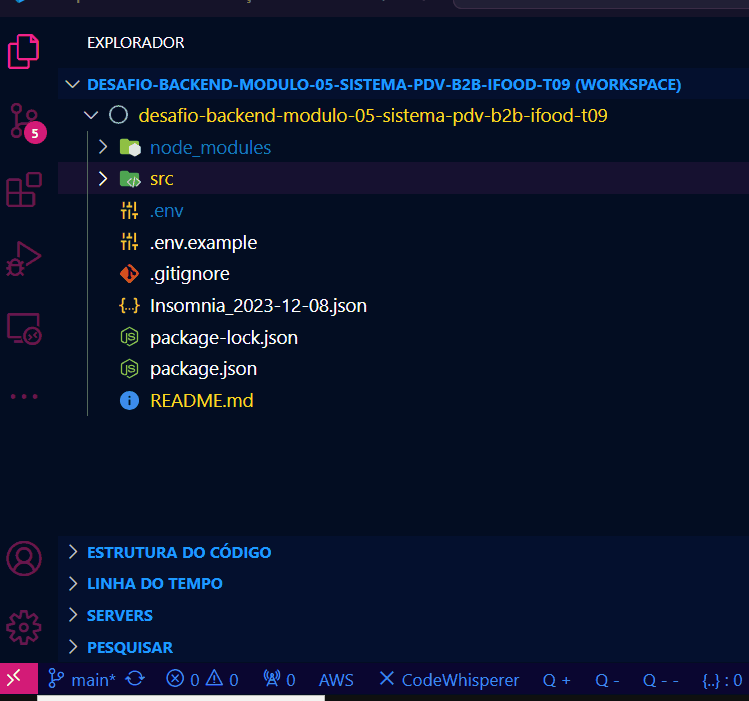 EXPLORADOR
DESAFIO-BACKEND-MODULO-05-SISTEMA-PDV-B2B-IFOOD-T09 (WORKSPACE)
desafio-backend-modulo-05-sistema-pdv-b2b-ifood-t09
node_modules
src
.env
.env.example
.gitignore
{..} Insomnia_2023-12-08.json
JS package-lock.json
JS package.json
README.md
5
ESTRUTURA DO CÓDIGO
LINHA DO TEMPO
SERVERS
PESQUISAR
main* 0 0 0 AWS CodeWhisperer Q + Q - Q - - {..} : 0